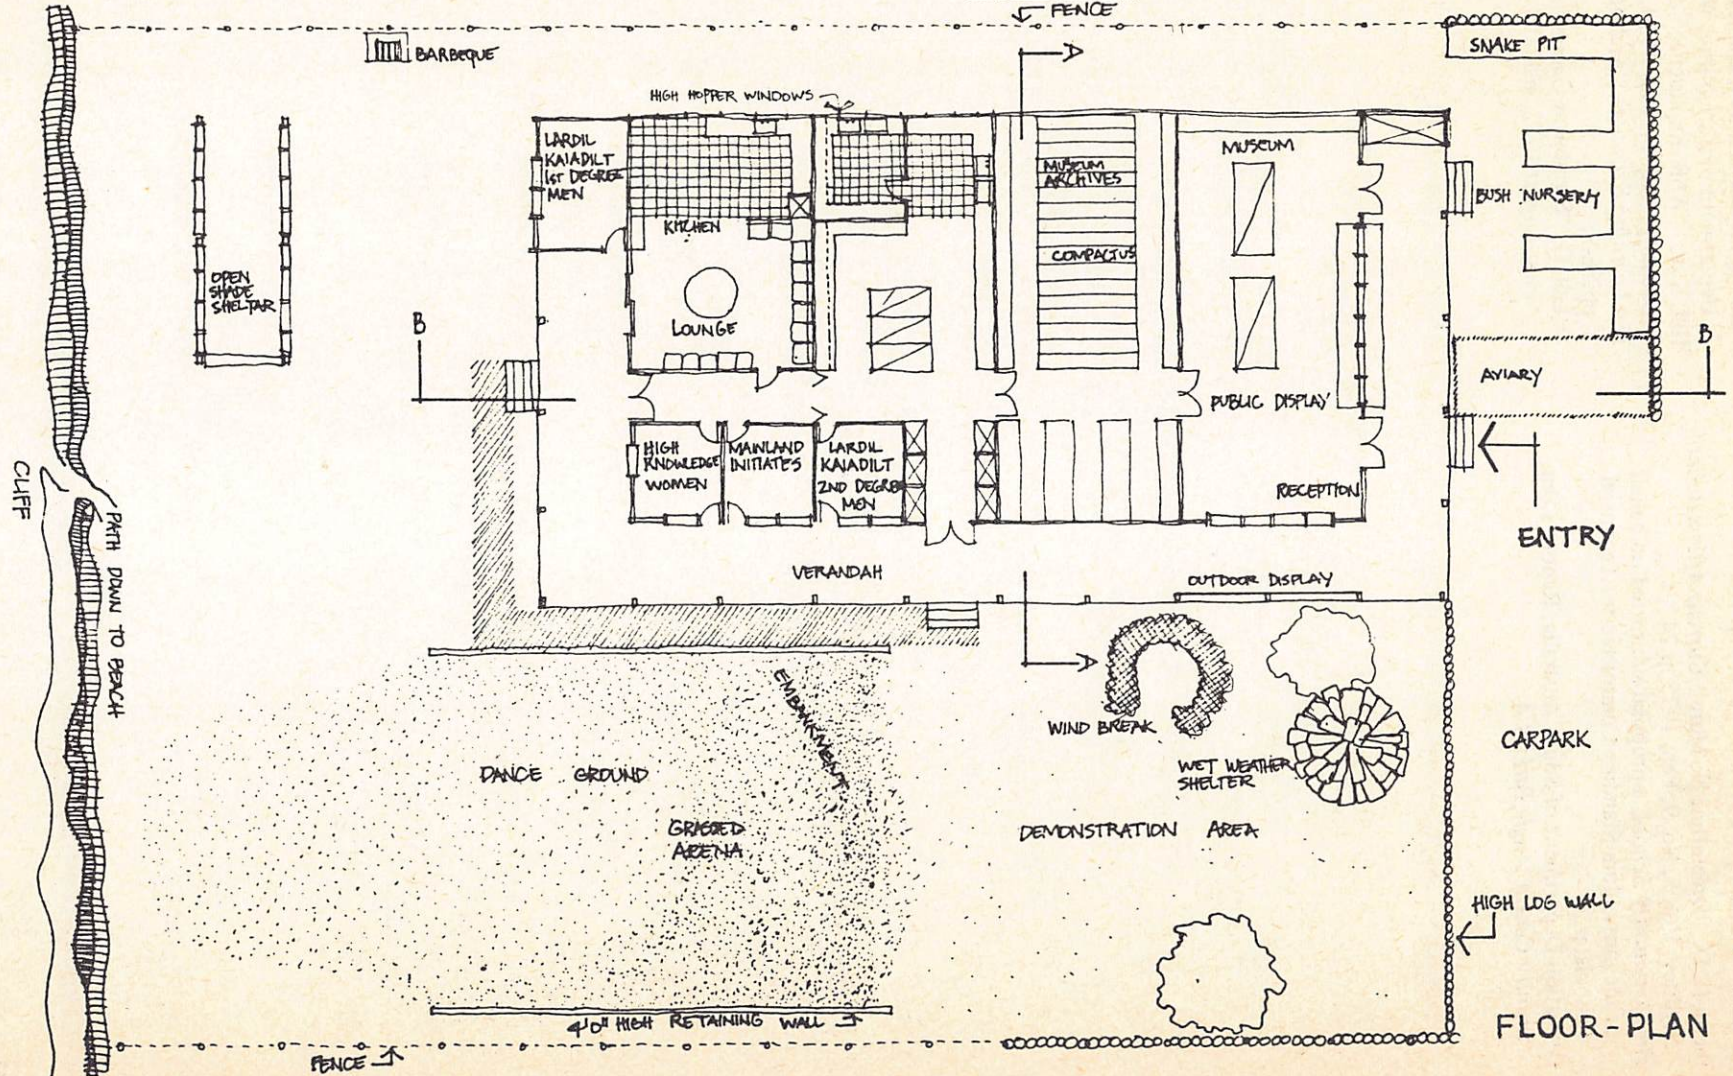 FENCE
BARBEQUE
SNAKE PIT
HIGH HOPPER WINDOWS
LARDIL
KAIADILT
1ST DEGREE
MEN
KITCHEN
LOUNGE
MUSEUM
ARCHIVES
COMPACTUS
MUSEUM
BUSH NURSERY
OPEN
SHADE
SHELTAR
B
B
AVIARY
PUBLIC DISPLAY
HIGH
KNOWLEDGE
WOMEN
MAINLAND
INITIATES
LARDIL
KAIADILT
2ND DEGREE
MEN
RECEPTION
ENTRY
CLIFF
PATH DOWN TO BEACH
VERANDAH
OUTDOOR DISPLAY
EMBANKMENT
WIND BREAK
WET WEATHER
SHELTER
CARPARK
DANCE GROUND
GRASSED
ARENA
DEMONSTRATION AREA
HIGH LOG WALL
4'0" HIGH RETAINING WALL
FENCE
FLOOR-PLAN